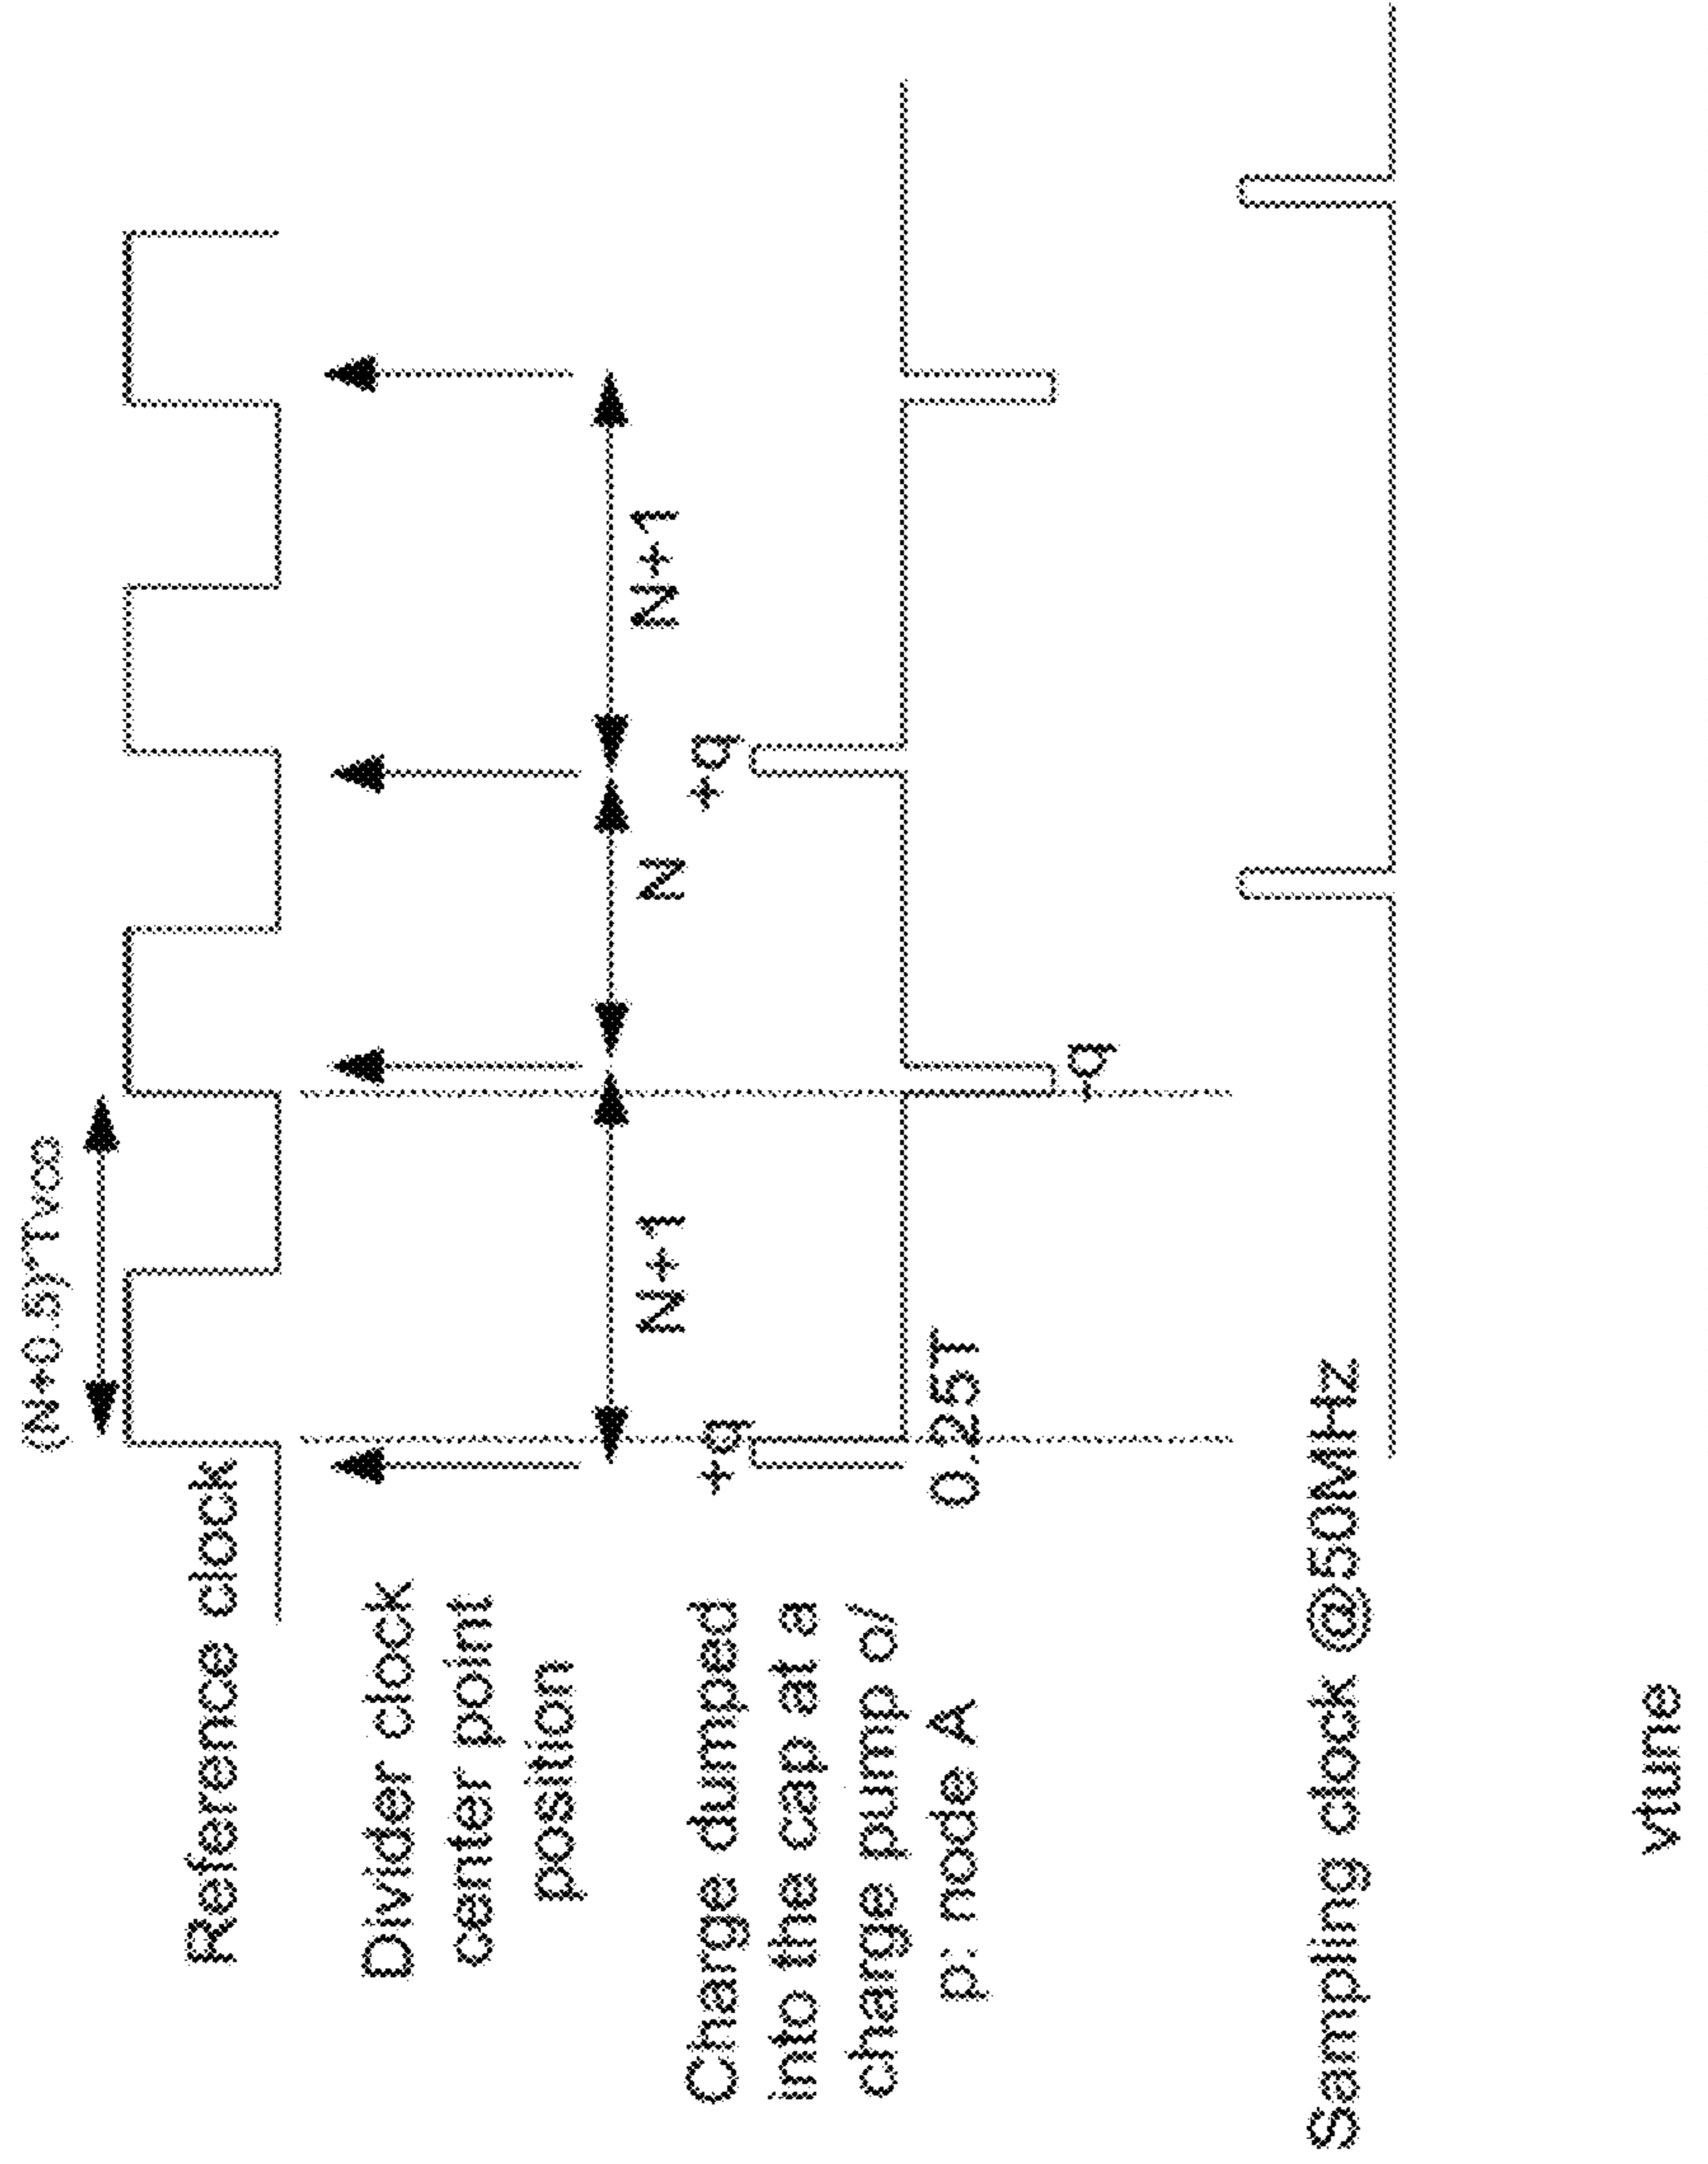 (N+0.5)*Tvco
Reference clock
Divider clock
center point
position
N+1
N
N+1
Charge dumped
into the cap at a
charge pump o/
p: node A
+q
-q
+q
0.25T
Sampling clock @50MHz
vtune